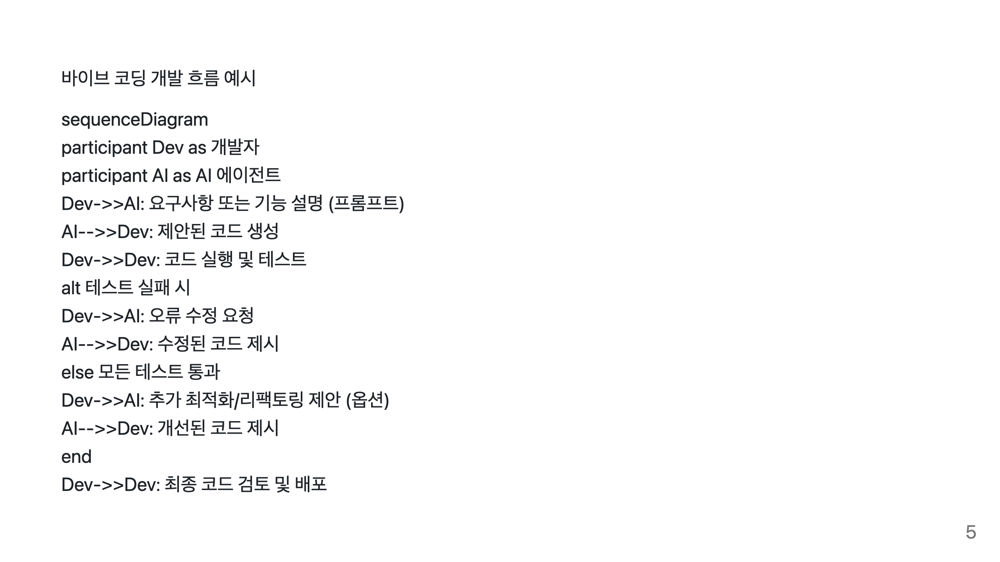 바이브 코딩 개발 흐름 예시
sequenceDiagram
participant Dev as 개발자
participant AI as AI 에이전트
Dev->>AI: 요구사항 또는 기능 설명 (프롬프트)
AI-->>Dev: 제안된 코드 생성
Dev->>Dev: 코드 실행 및 테스트
alt 테스트 실패 시
Dev->>AI: 오류 수정 요청
AI-->>Dev: 수정된 코드 제시
else 모든 테스트 통과
Dev->>AI: 추가 최적화/리팩토링 제안 (옵션)
AI-->>Dev: 개선된 코드 제시
end
Dev->>Dev: 최종 코드 검토 및 배포
5